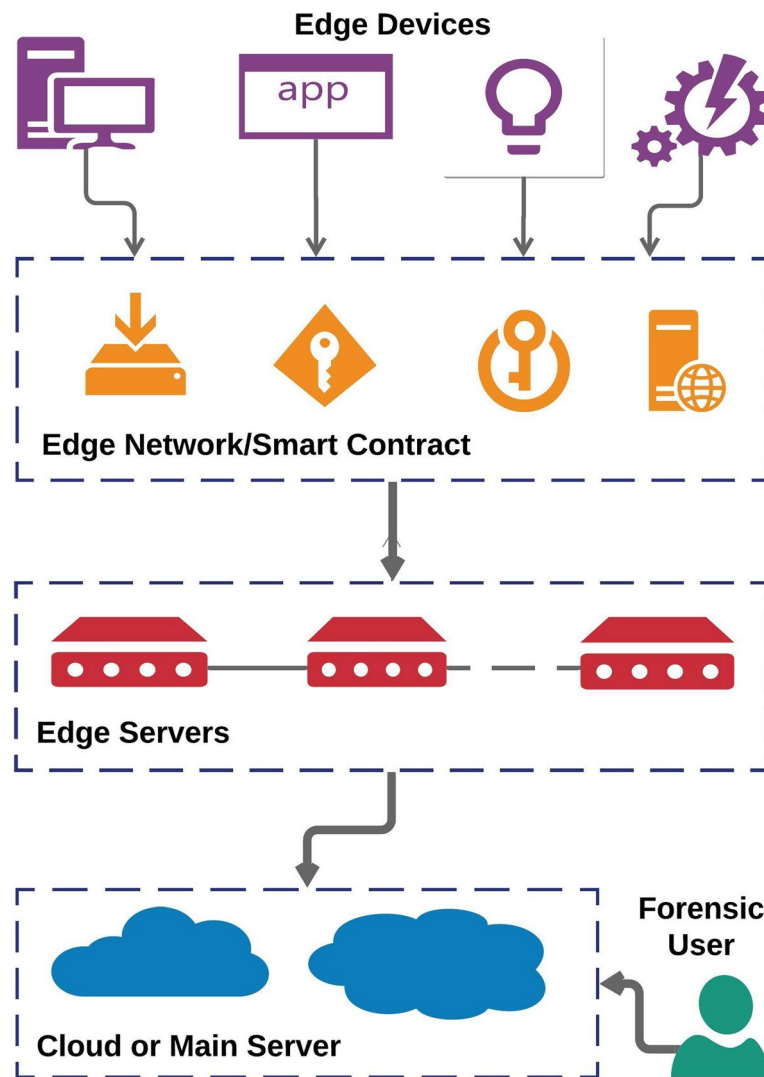 Edge Devices
app
Edge Network/Smart Contract
Edge Servers
Forensic
User
Cloud or Main Server